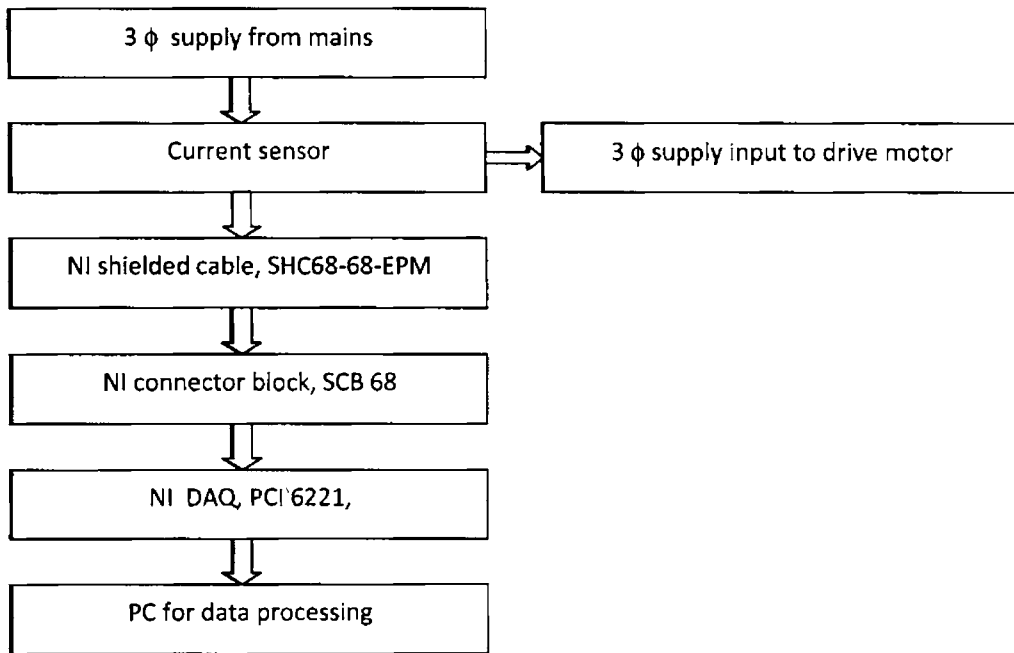 3 ϕ supply from mains
Current sensor
3 ϕ supply input to drive motor
NI shielded cable, SHC68-68-EPM
NI connector block, SCB 68
NI DAQ, PCI 6221,
PC for data processing